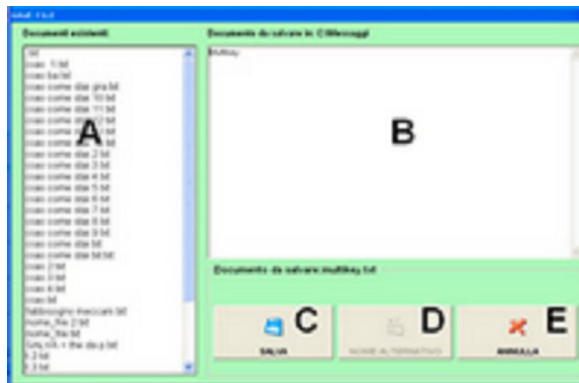 Documenti esistenti:
.txt
ciao 1.txt
ciao ba.txt
ciao come stai gra.txt
ciao come stai 10.txt
ciao come stai 11.txt
ciao come stai 2.txt
ciao come stai 3.txt
ciao come stai 4.txt
ciao come stai 5.txt
ciao come stai 6.txt
ciao come stai 7.txt
ciao come stai 8.txt
ciao come stai 9.txt
ciao come stai.txt
ciao come stai.txt.txt
ciao 2.txt
ciao 3.txt
ciao 4.txt
ciao.txt
fabbisogno meccani.txt
nome_file 2.txt
nome_file.txt
t 2.txt
t 3.txt
A
Documento da salvare in: C:\Messaggi
Multikey
B
Documento da salvare:multikey.txt
C
SALVA
D
NOME ALTERNATIVO
E
ANNULLA